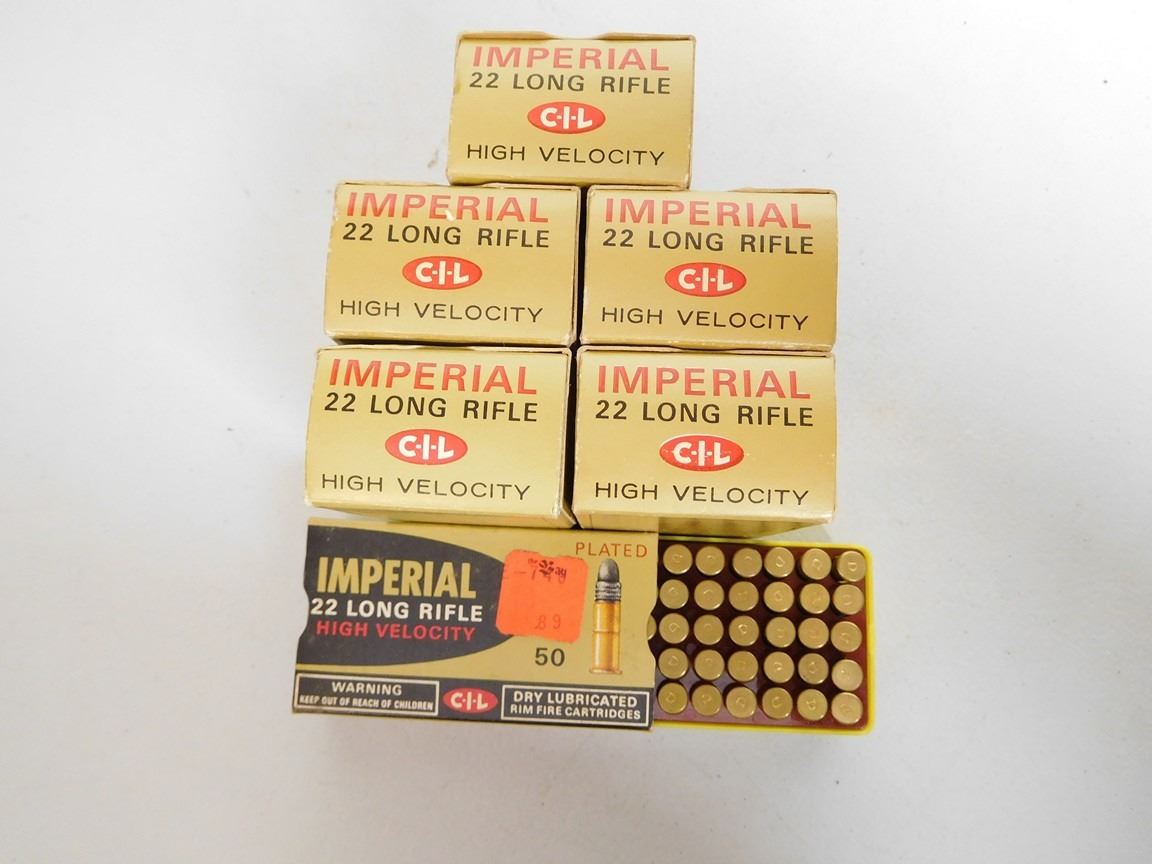 IMPERIAL
22 LONG RIFLE
C-I-L
HIGH VELOCITY
IMPERIAL
22 LONG RIFLE
C-I-L
HIGH VELOCITY
IMPERIAL
22 LONG RIFLE
C-I-L
HIGH VELOCITY
IMPERIAL
22 LONG RIFLE
C-I-L
HIGH VELOCITY
IMPERIAL
22 LONG RIFLE
C-I-L
HIGH VELOCITY
PLATED
IMPERIAL
22 LONG RIFLE
HIGH VELOCITY
89
50
WARNING
KEEP OUT OF REACH OF CHILDREN
C-I-L
DRY LUBRICATED
RIM FIRE CARTRIDGES